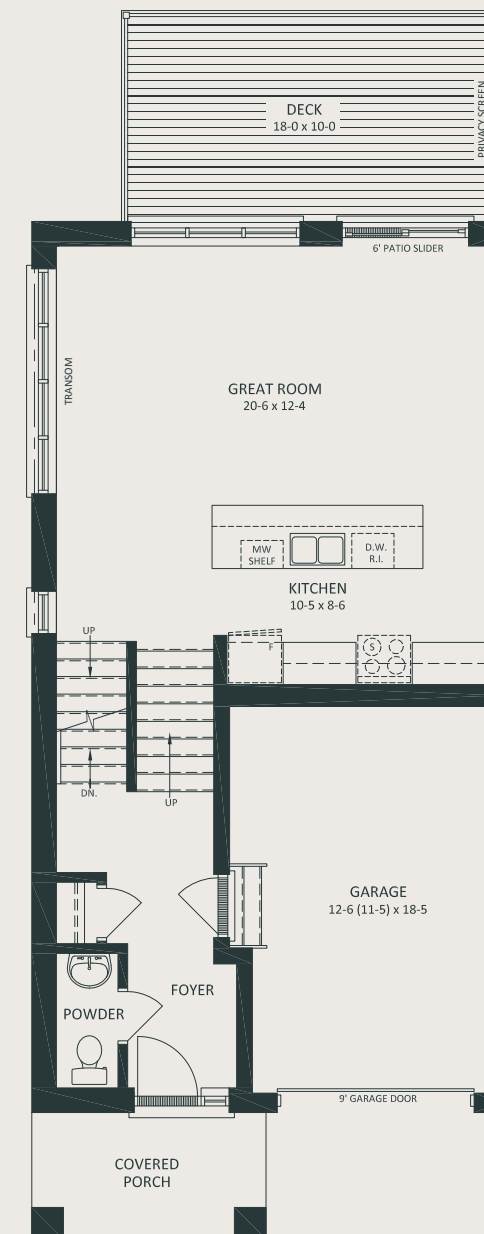 DECK
18-0 x 10-0
PRIVACY SCREEN
6' PATIO SLIDER
TRANSOM
GREAT ROOM
20-6 x 12-4
MW
SHELF
D.W.
R.I.
KITCHEN
10-5 x 8-6
UP
F
S
DN.
UP
GARAGE
12-6 (11-5) x 18-5
FOYER
POWDER
9' GARAGE DOOR
COVERED
PORCH